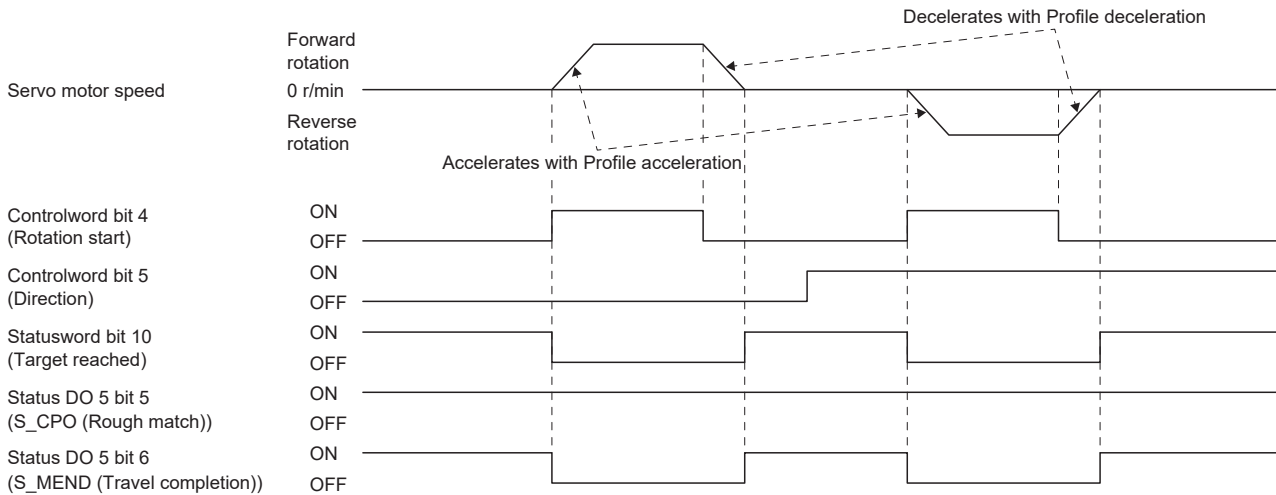 Decelerates with Profile deceleration
Forward
rotation
Servo motor speed
0 r/min
Reverse
rotation
Accelerates with Profile acceleration
Controlword bit 4
(Rotation start)
ON
OFF
Controlword bit 5
(Direction)
ON
OFF
Statusword bit 10
(Target reached)
ON
OFF
Status DO 5 bit 5
(S_CPO (Rough match))
ON
OFF
Status DO 5 bit 6
(S_MEND (Travel completion))
ON
OFF